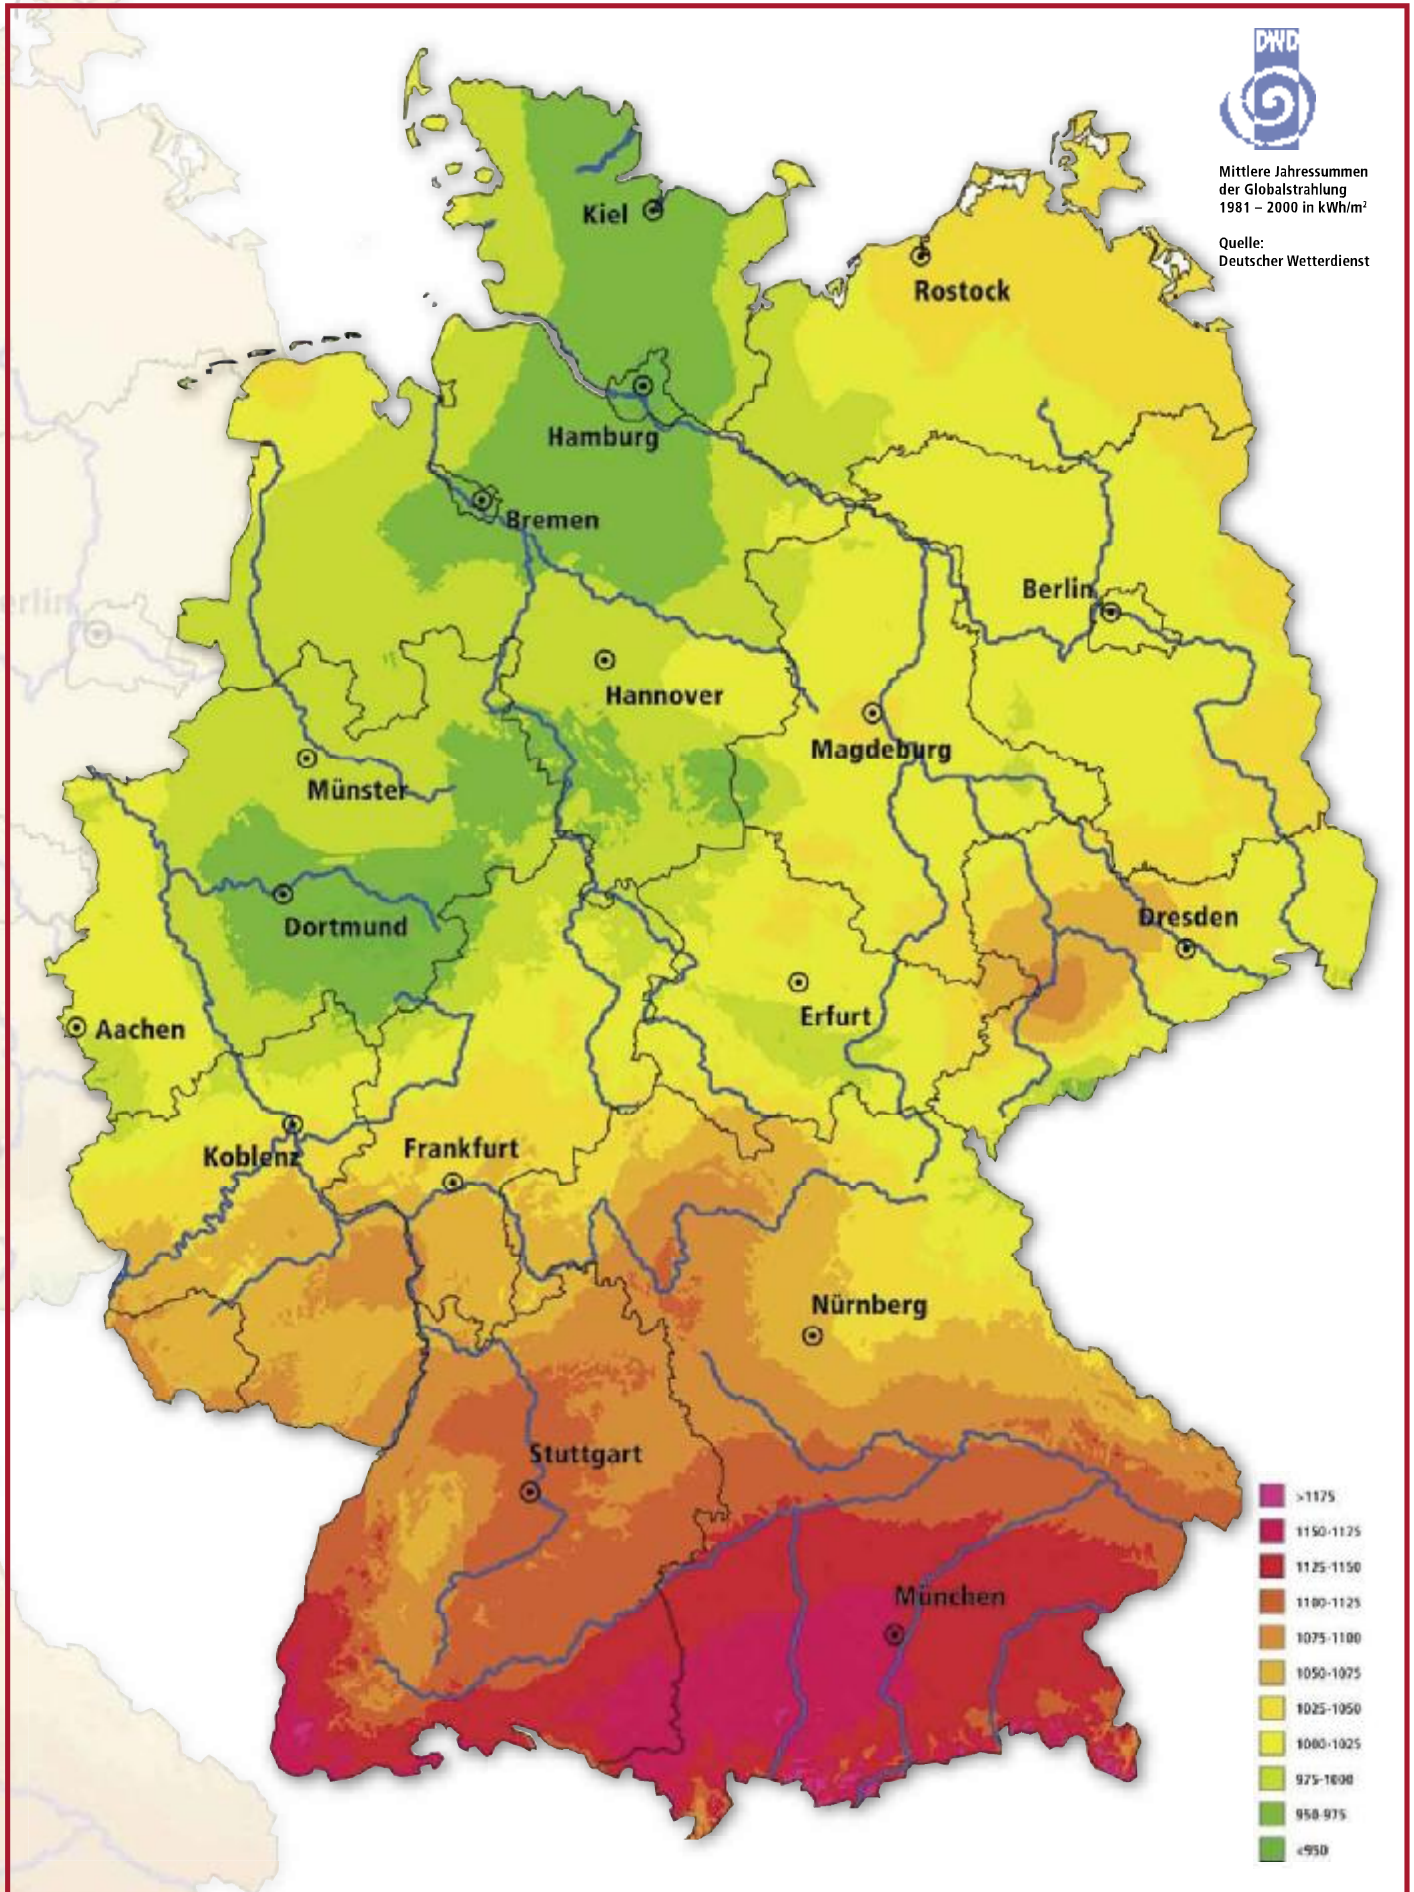 DWD
Mittlere Jahressummen
der Globalstrahlung
1981 – 2000 in kWh/m²
Quelle:
Deutscher Wetterdienst
Kiel
Rostock
Hamburg
Bremen
Berlin
erlin
Hannover
Magdeburg
Münster
Dortmund
Dresden
Erfurt
Aachen
Koblenz
Frankfurt
Nürnberg
Stuttgart
München
>1175
1150-1175
1125-1150
1100-1125
1075-1100
1050-1075
1025-1050
1000-1025
975-1000
950-975
<950